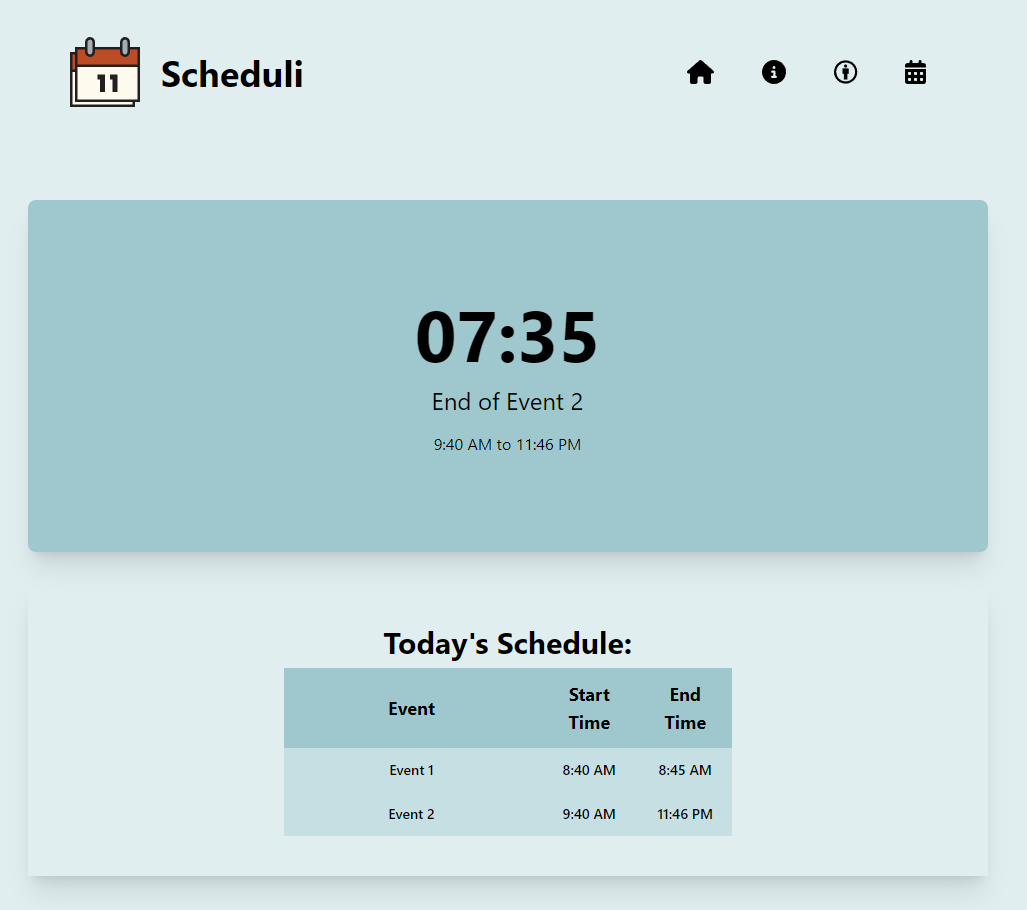 11
Scheduli
07:35
End of Event 2
9:40 AM to 11:46 PM
Today's Schedule:
Event Start Time End Time
Event 1 8:40 AM 8:45 AM
Event 2 9:40 AM 11:46 PM